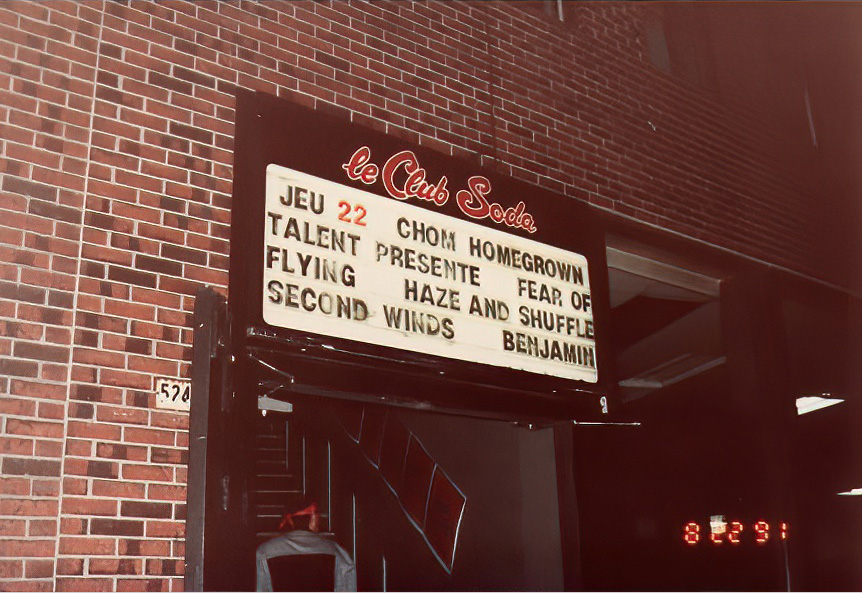 le Club Soda
JEU 22 CHOM HOMEGROWN
TALENT PRESENTE FEAR OF
FLYING HAZE AND SHUFFLE
SECOND WINDS BENJAMIN
8 22 91